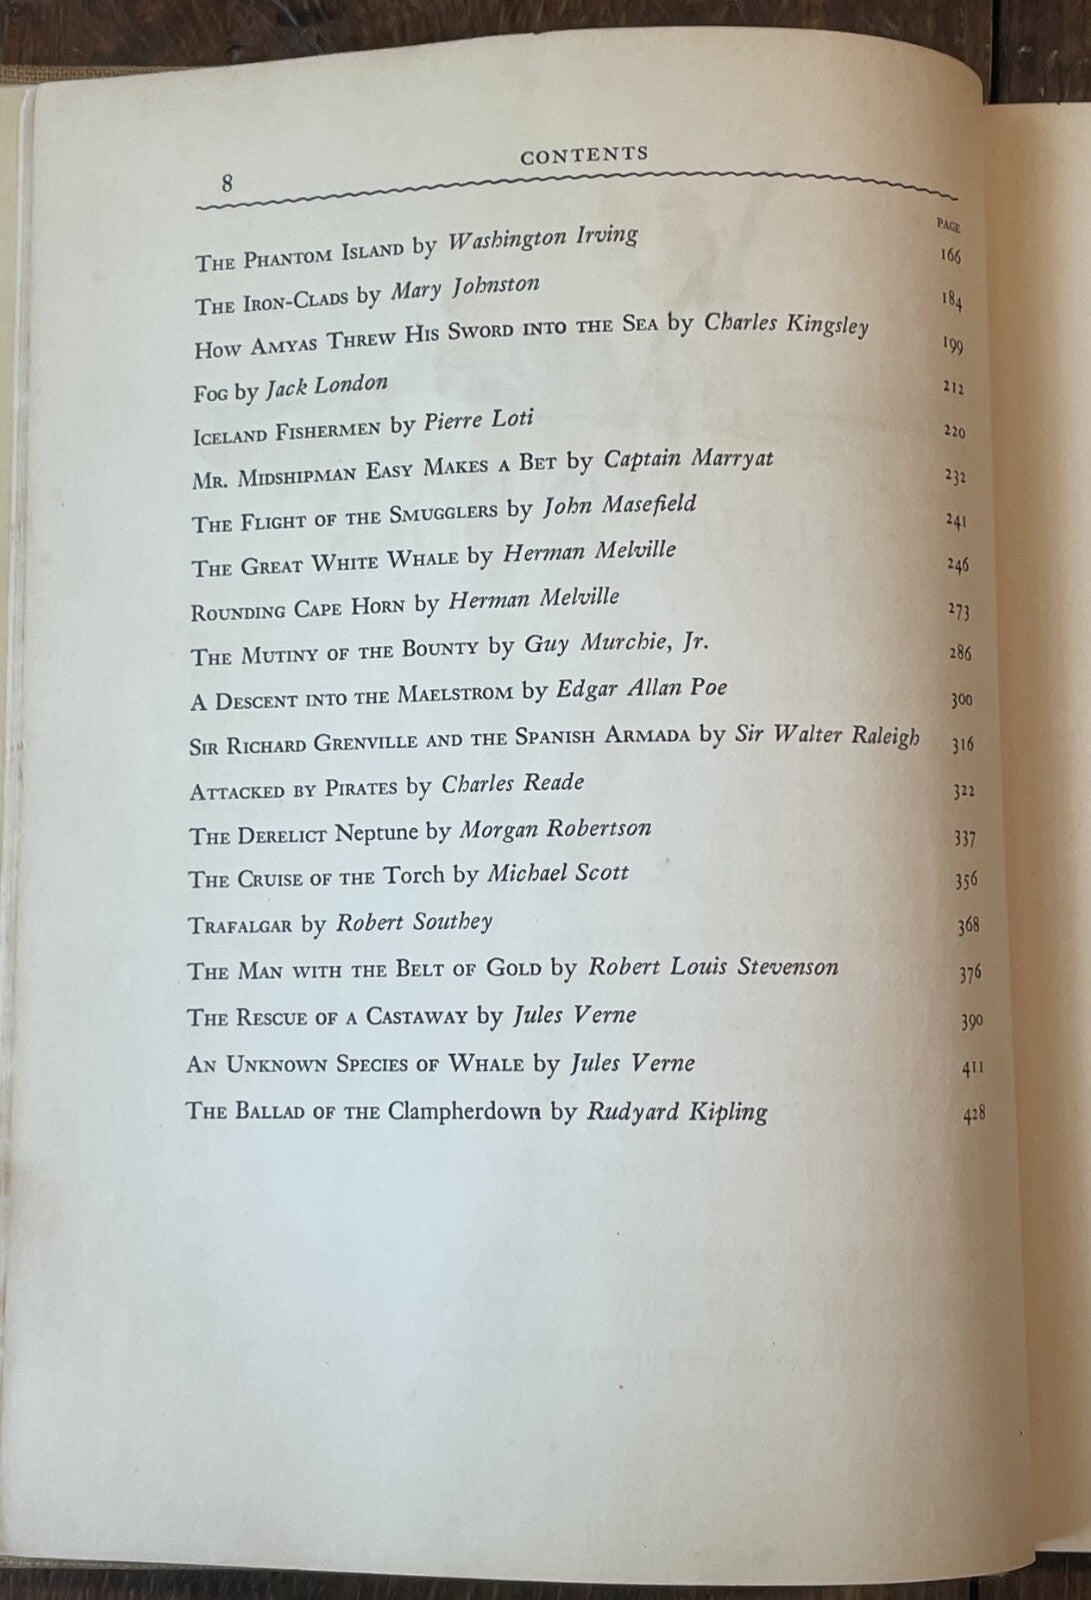 8
CONTENTS
PAGE
THE PHANTOM ISLAND by Washington Irving 166
THE IRON-CLADS by Mary Johnston 184
HOW AMYAS THREW HIS SWORD INTO THE SEA by Charles Kingsley 199
FOG by Jack London 212
ICELAND FISHERMEN by Pierre Loti 220
MR. MIDSHIPMAN EASY MAKES A BET by Captain Marryat 232
THE FLIGHT OF THE SMUGGLERS by John Masefield 241
THE GREAT WHITE WHALE by Herman Melville 246
ROUNDING CAPE HORN by Herman Melville 273
THE MUTINY OF THE BOUNTY by Guy Murchie, Jr. 286
A DESCENT INTO THE MAELSTROM by Edgar Allan Poe 300
SIR RICHARD GRENVILLE AND THE SPANISH ARMADA by Sir Walter Raleigh 316
ATTACKED BY PIRATES by Charles Reade 322
THE DERELICT Neptune by Morgan Robertson 337
THE CRUISE OF THE Torch by Michael Scott 356
TRAFALGAR by Robert Southey 368
THE MAN WITH THE BELT OF GOLD by Robert Louis Stevenson 376
THE RESCUE OF A CASTAWAY by Jules Verne 390
AN UNKNOWN SPECIES OF WHALE by Jules Verne 411
THE BALLAD OF THE Clampherdown by Rudyard Kipling 428